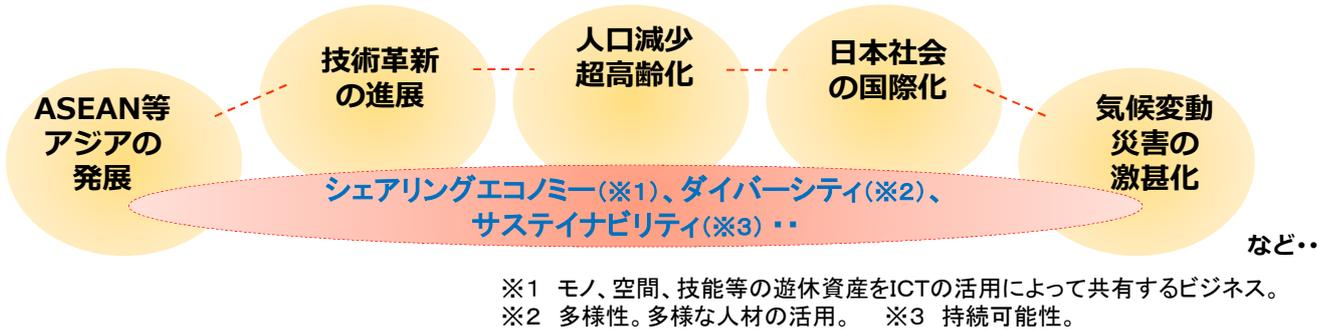 ASEAN等
アジアの
発展
技術革新
の進展
人口減少
超高齢化
日本社会
の国際化
気候変動
災害の
激甚化
シェアリングエコノミー(※1)、ダイバーシティ(※2)、
サステイナビリティ(※3)・・
など・・
※1　モノ、空間、技能等の遊休資産をICTの活用によって共有するビジネス。
※2　多様性。多様な人材の活用。　※3　持続可能性。